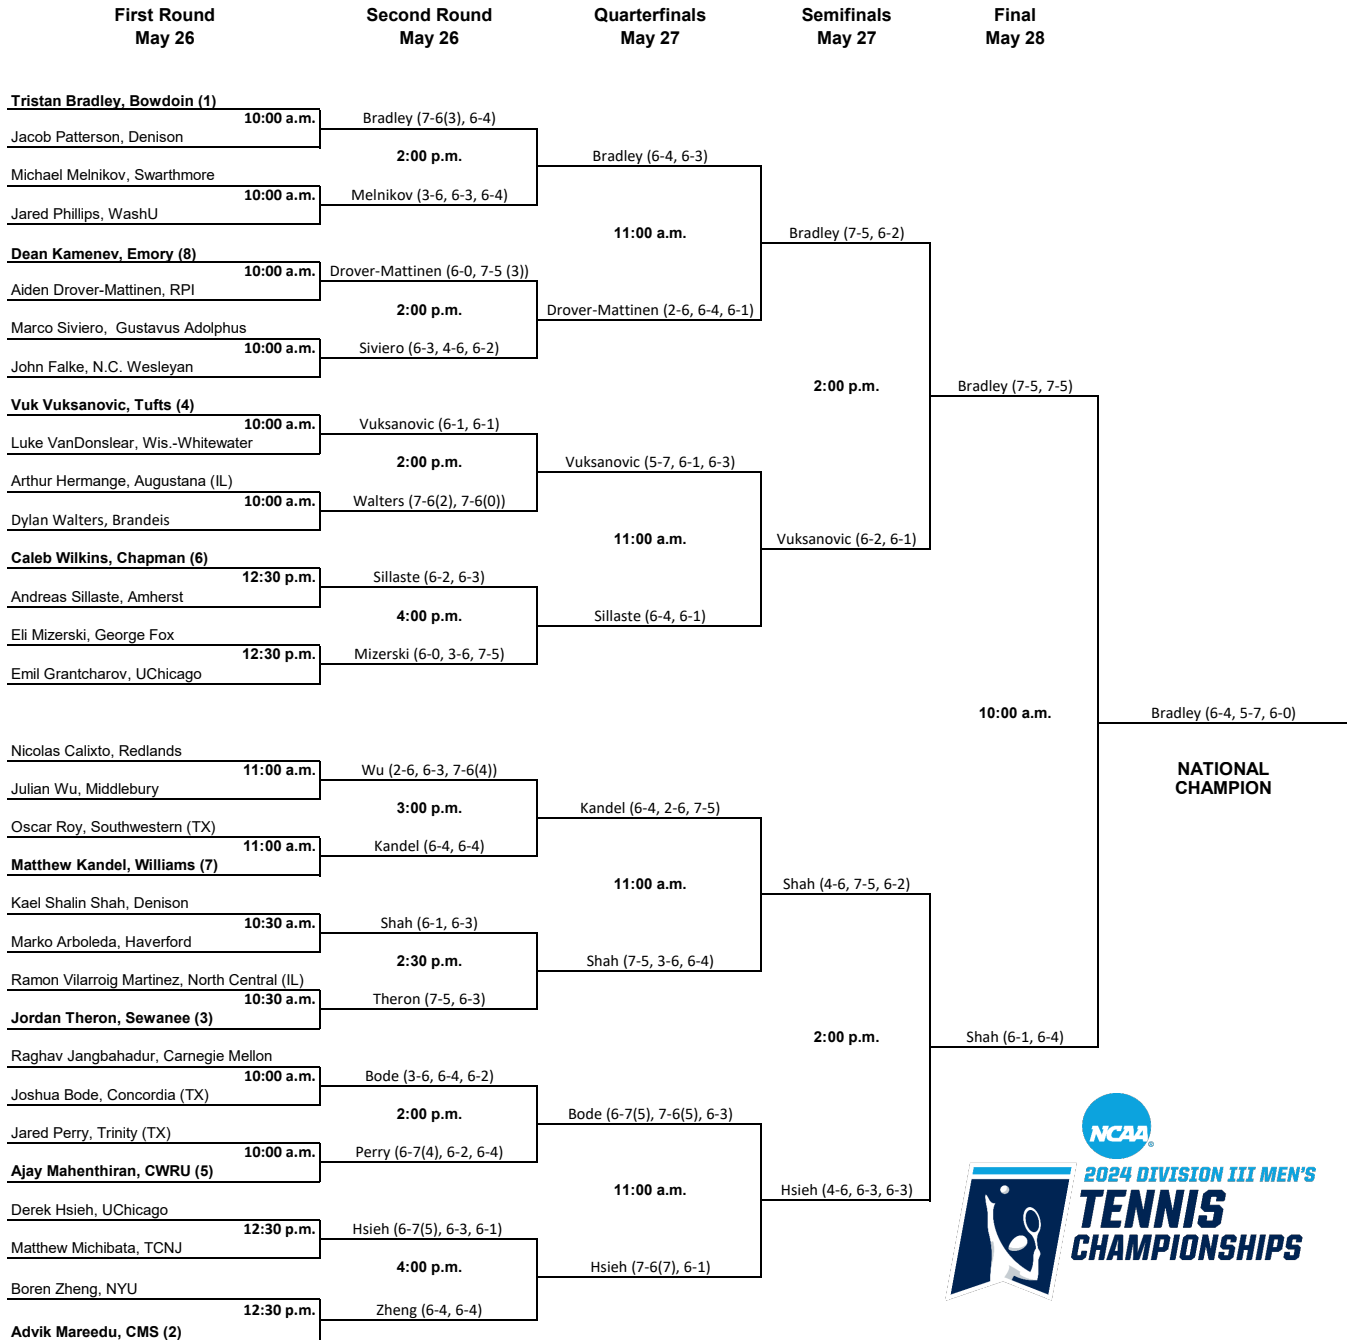 First Round
May 26
Second Round
May 26
Quarterfinals
May 27
Semifinals
May 27
Final
May 28
Tristan Bradley, Bowdoin (1)
10:00 a.m.
Jacob Patterson, Denison
Bradley (7-6(3), 6-4)
2:00 p.m.
Michael Melnikov, Swarthmore
10:00 a.m.
Jared Phillips, WashU
Melnikov (3-6, 6-3, 6-4)
Bradley (6-4, 6-3)
11:00 a.m.
Dean Kamenev, Emory (8)
10:00 a.m.
Aiden Drover-Mattinen, RPI
Drover-Mattinen (6-0, 7-5 (3))
2:00 p.m.
Marco Siviero,  Gustavus Adolphus
10:00 a.m.
John Falke, N.C. Wesleyan
Siviero (6-3, 4-6, 6-2)
Drover-Mattinen (2-6, 6-4, 6-1)
Bradley (7-5, 6-2)
2:00 p.m.
Vuk Vuksanovic, Tufts (4)
10:00 a.m.
Luke VanDonslear, Wis.-Whitewater
Vuksanovic (6-1, 6-1)
2:00 p.m.
Arthur Hermange, Augustana (IL)
10:00 a.m.
Dylan Walters, Brandeis
Walters (7-6(2), 7-6(0))
Vuksanovic (5-7, 6-1, 6-3)
11:00 a.m.
Caleb Wilkins, Chapman (6)
12:30 p.m.
Andreas Sillaste, Amherst
Sillaste (6-2, 6-3)
4:00 p.m.
Eli Mizerski, George Fox
12:30 p.m.
Emil Grantcharov, UChicago
Mizerski (6-0, 3-6, 7-5)
Sillaste (6-4, 6-1)
Vuksanovic (6-2, 6-1)
Bradley (7-5, 7-5)
10:00 a.m.
Bradley (6-4, 5-7, 6-0)
NATIONAL
CHAMPION
Nicolas Calixto, Redlands
11:00 a.m.
Julian Wu, Middlebury
Wu (2-6, 6-3, 7-6(4))
3:00 p.m.
Oscar Roy, Southwestern (TX)
11:00 a.m.
Matthew Kandel, Williams (7)
Kandel (6-4, 6-4)
Kandel (6-4, 2-6, 7-5)
11:00 a.m.
Kael Shalin Shah, Denison
10:30 a.m.
Marko Arboleda, Haverford
Shah (6-1, 6-3)
2:30 p.m.
Ramon Vilarroig Martinez, North Central (IL)
10:30 a.m.
Jordan Theron, Sewanee (3)
Theron (7-5, 6-3)
Shah (7-5, 3-6, 6-4)
Shah (4-6, 7-5, 6-2)
2:00 p.m.
Shah (6-1, 6-4)
Raghav Jangbahadur, Carnegie Mellon
10:00 a.m.
Joshua Bode, Concordia (TX)
Bode (3-6, 6-4, 6-2)
2:00 p.m.
Jared Perry, Trinity (TX)
10:00 a.m.
Ajay Mahenthiran, CWRU (5)
Perry (6-7(4), 6-2, 6-4)
Bode (6-7(5), 7-6(5), 6-3)
11:00 a.m.
Derek Hsieh, UChicago
12:30 p.m.
Matthew Michibata, TCNJ
Hsieh (6-7(5), 6-3, 6-1)
4:00 p.m.
Boren Zheng, NYU
12:30 p.m.
Advik Mareedu, CMS (2)
Zheng (6-4, 6-4)
Hsieh (7-6(7), 6-1)
Hsieh (4-6, 6-3, 6-3)
NCAA
2024 DIVISION III MEN'S
TENNIS
CHAMPIONSHIPS